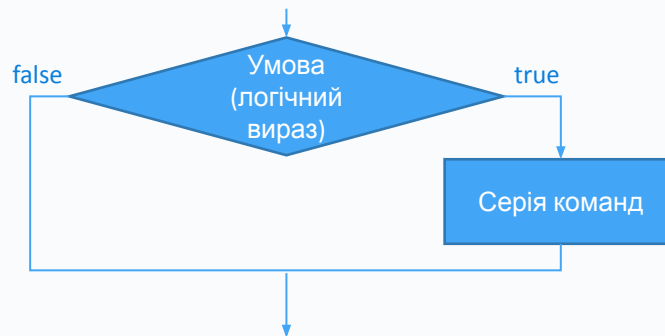 false
Умова
(логічний
вираз)
true
Серія команд